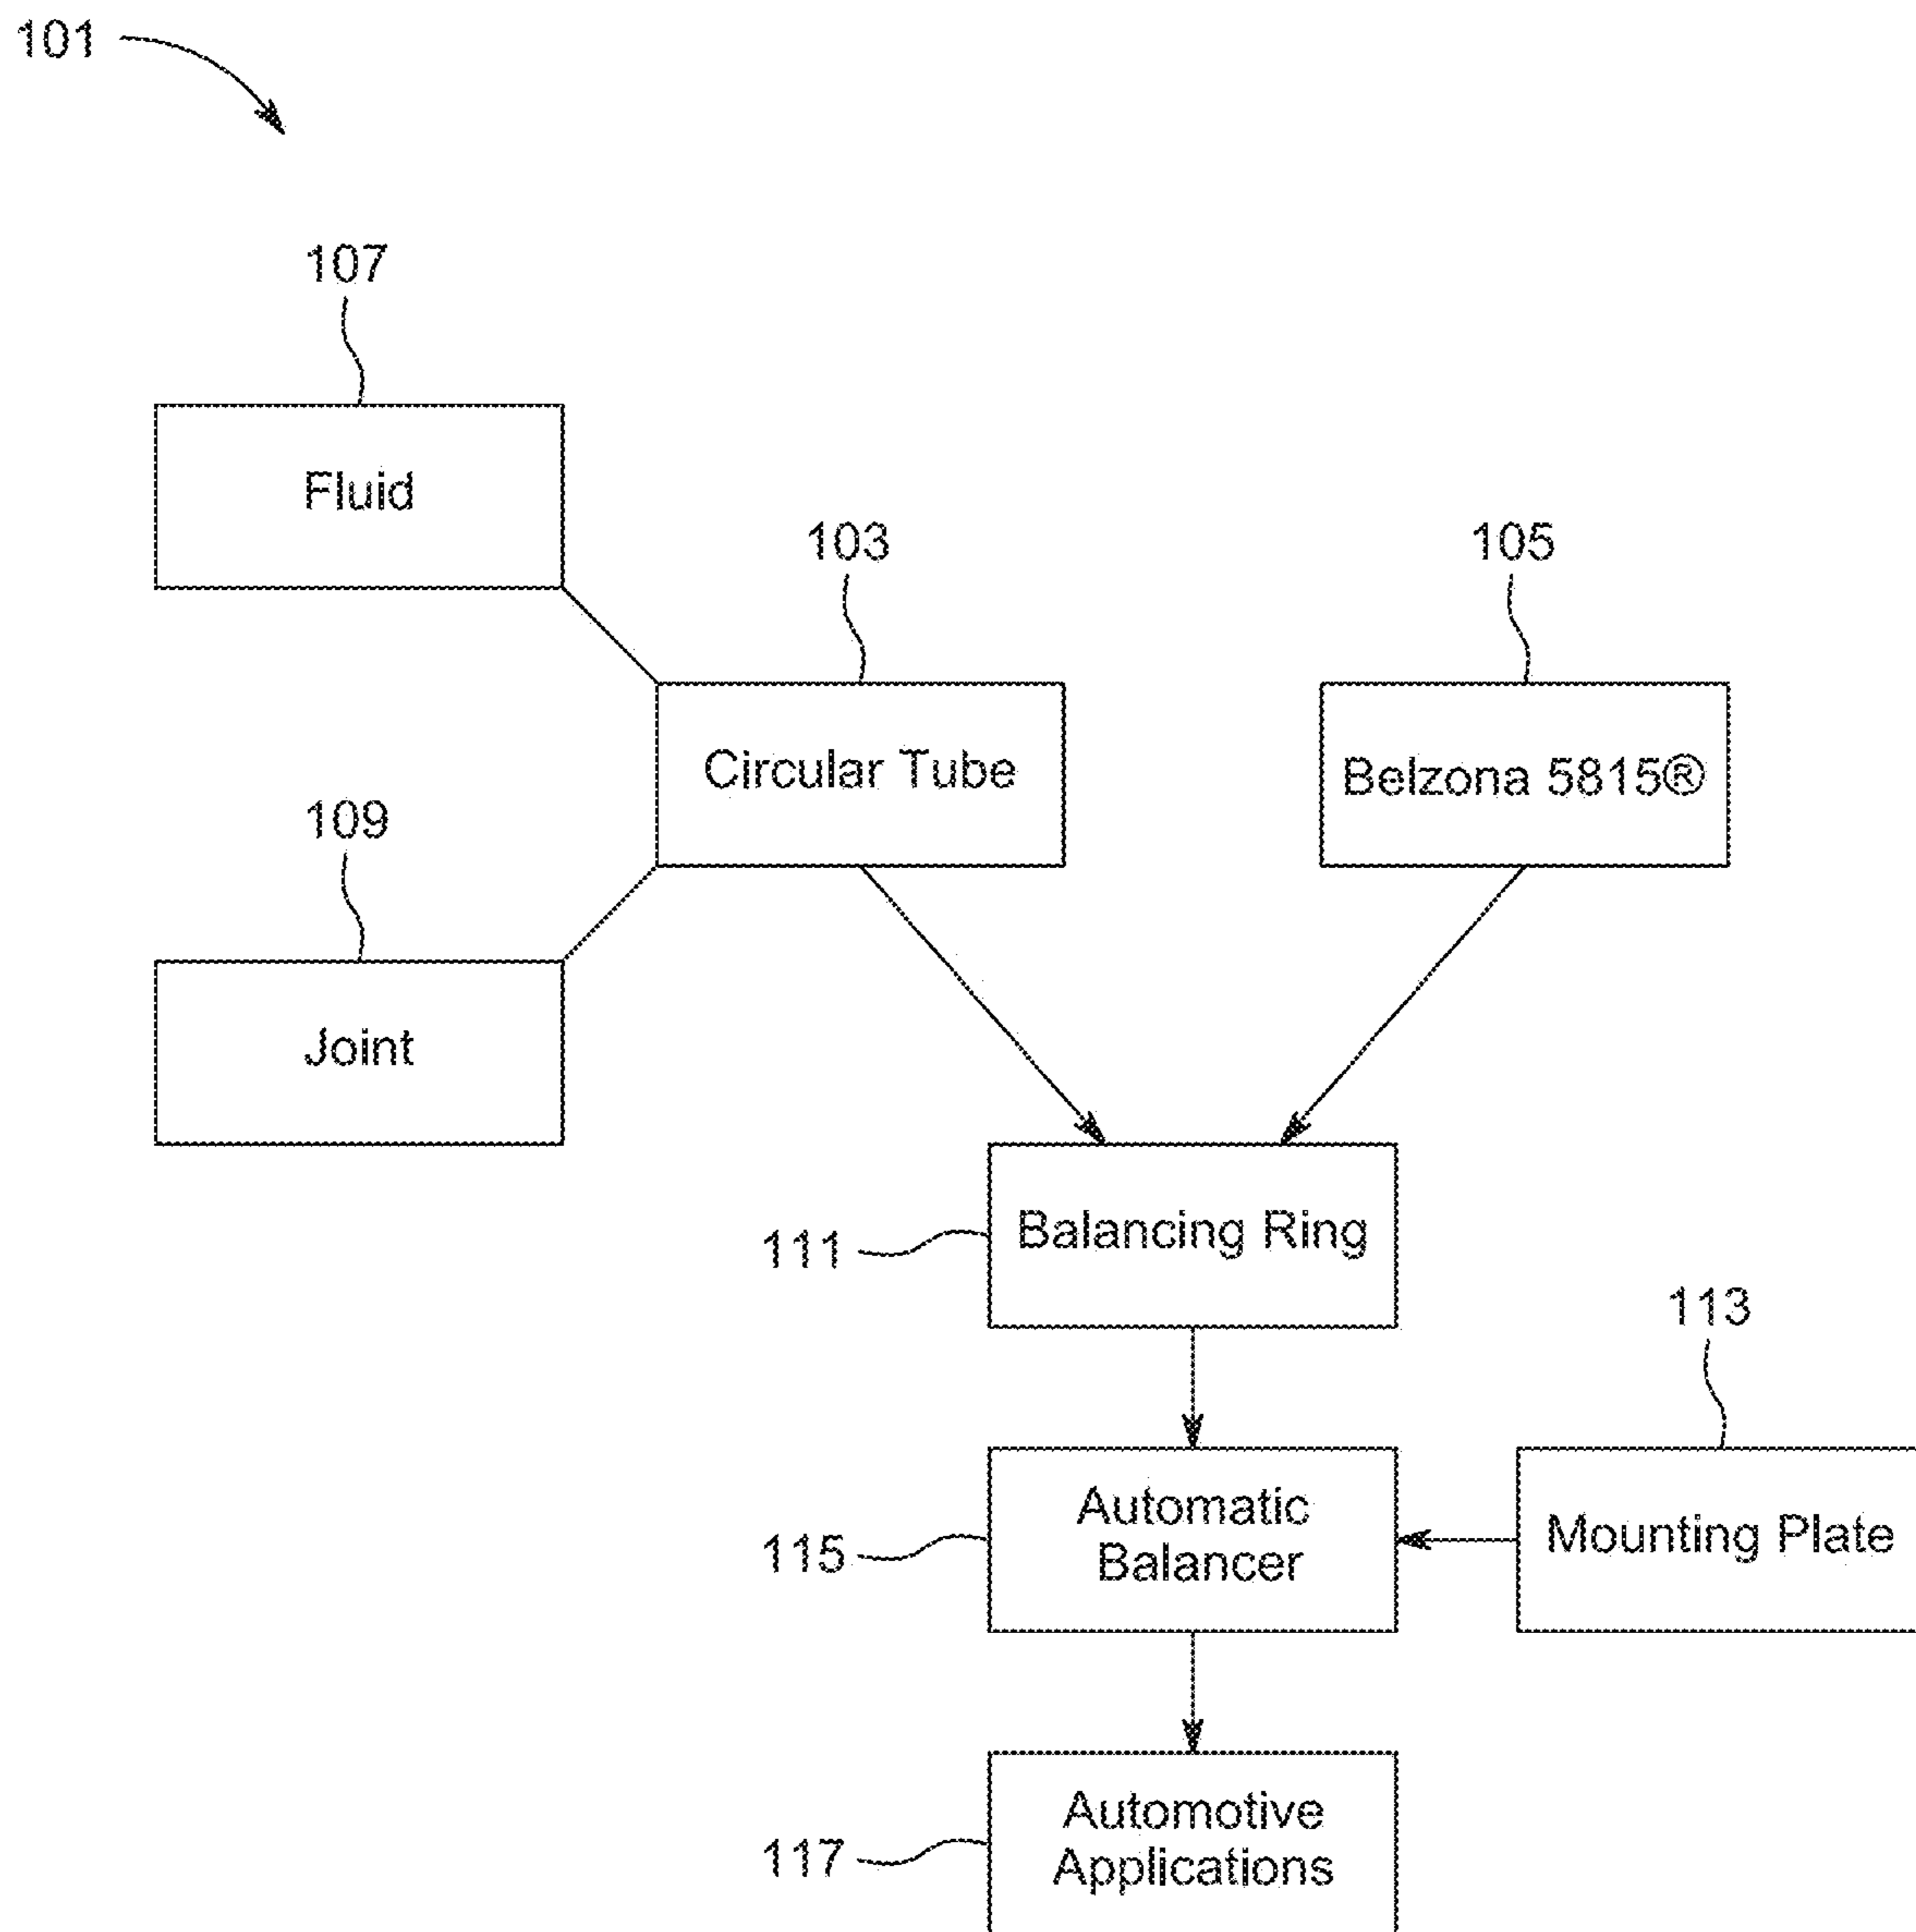 101
107
Fluid
103
105
Circular Tube
Belzona 5815®
109
Joint
111
Balancing Ring
113
115
Automatic
Balancer
Mounting Plate
117
Automotive
Applications